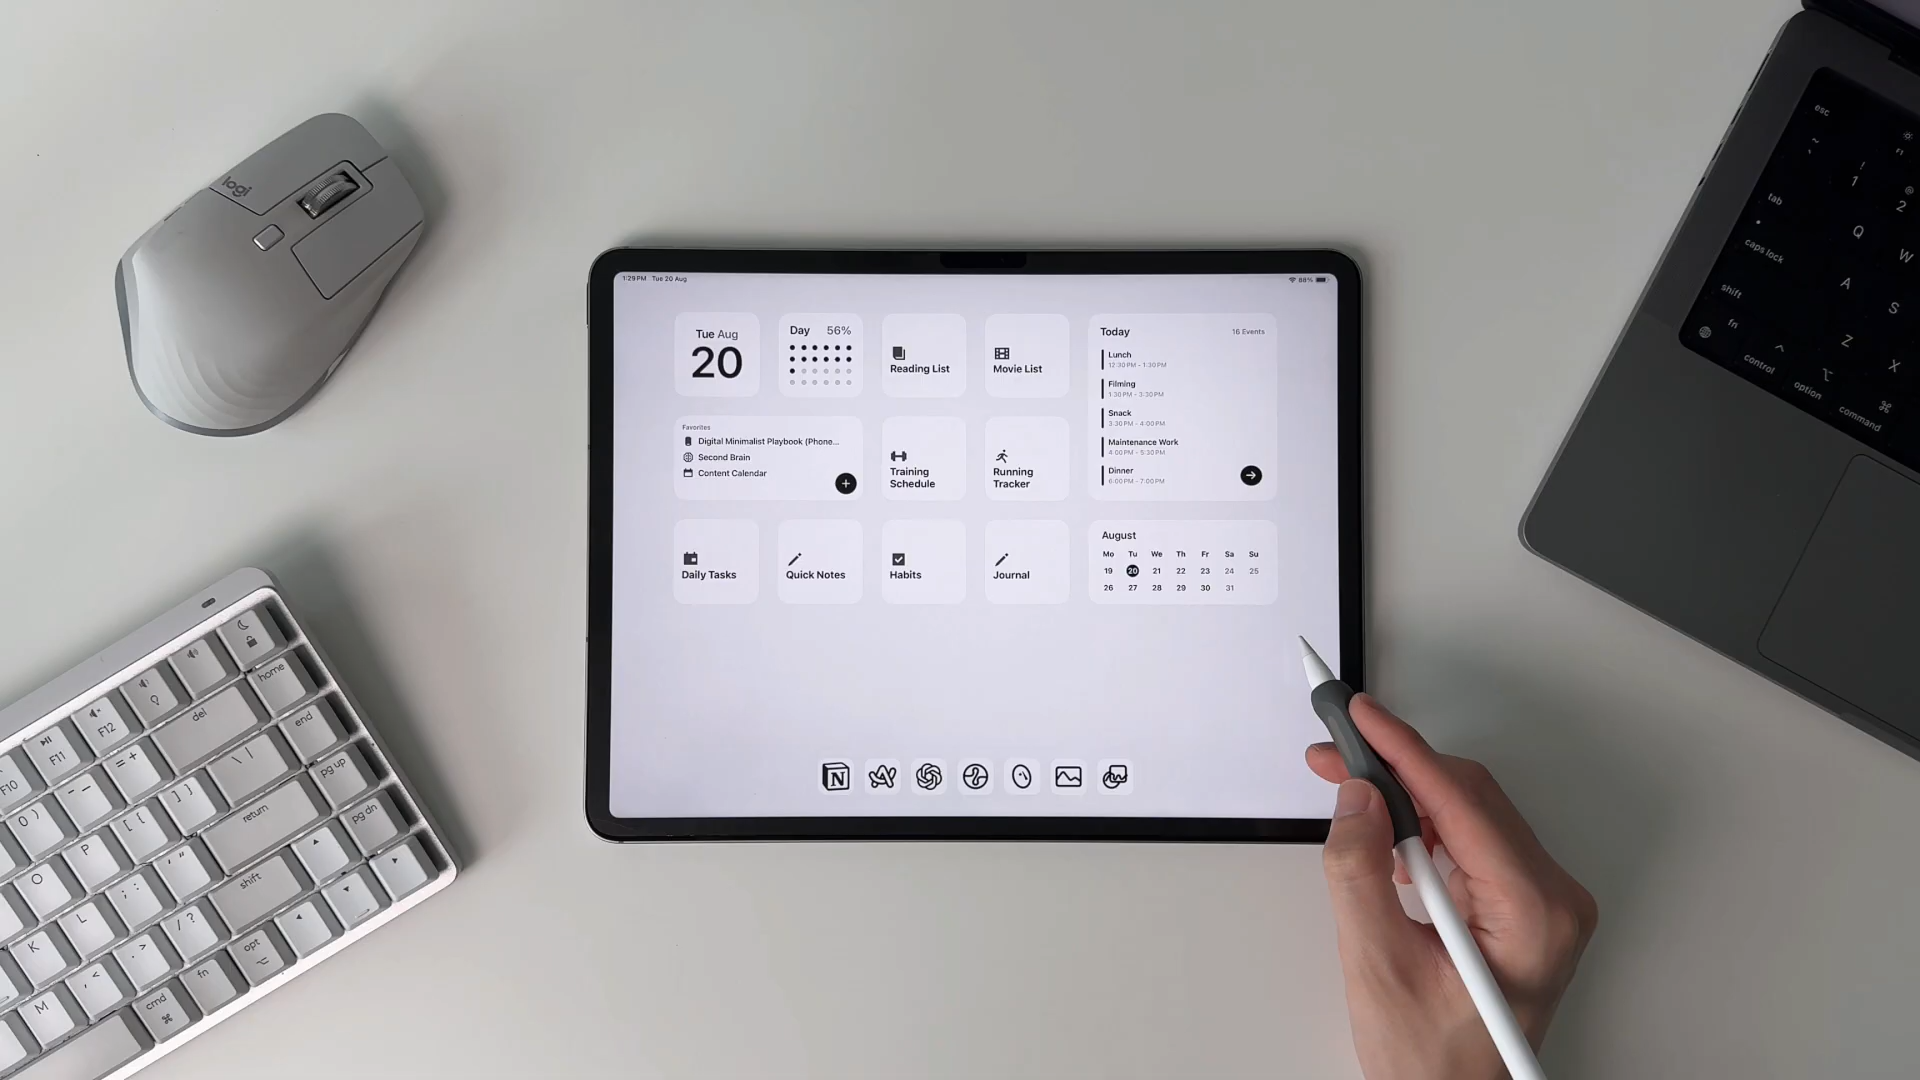 logi
1:29 PM Tue 20 Aug
88%
Tue Aug
20
Day 56%
Reading List
Movie List
Today 16 Events
Lunch
12:30 PM - 1:30 PM
Filming
1:30 PM - 3:30 PM
Snack
3:30 PM - 4:00 PM
Maintenance Work
4:00 PM - 5:30 PM
Dinner
6:00 PM - 7:00 PM
Favorites
Digital Minimalist Playbook (Phone...
Second Brain
Content Calendar
Training
Schedule
Running
Tracker
Daily Tasks
Quick Notes
Habits
Journal
August
Mo Tu We Th Fr Sa Su
19 20 21 22 23 24 25
26 27 28 29 30 31
N
home
del
end
F12
F11
F10
= +
\ |
pg up
- _
] }
0 )
[ {
return
pg dn
P
' "
O
; :
shift
L
/ ?
K
. >
opt
, <
fn
M
cmd
esc
~
`
!
1
@
2
F1
tab
Q
W
caps lock
A
S
shift
fn
Z
X
control
option
command